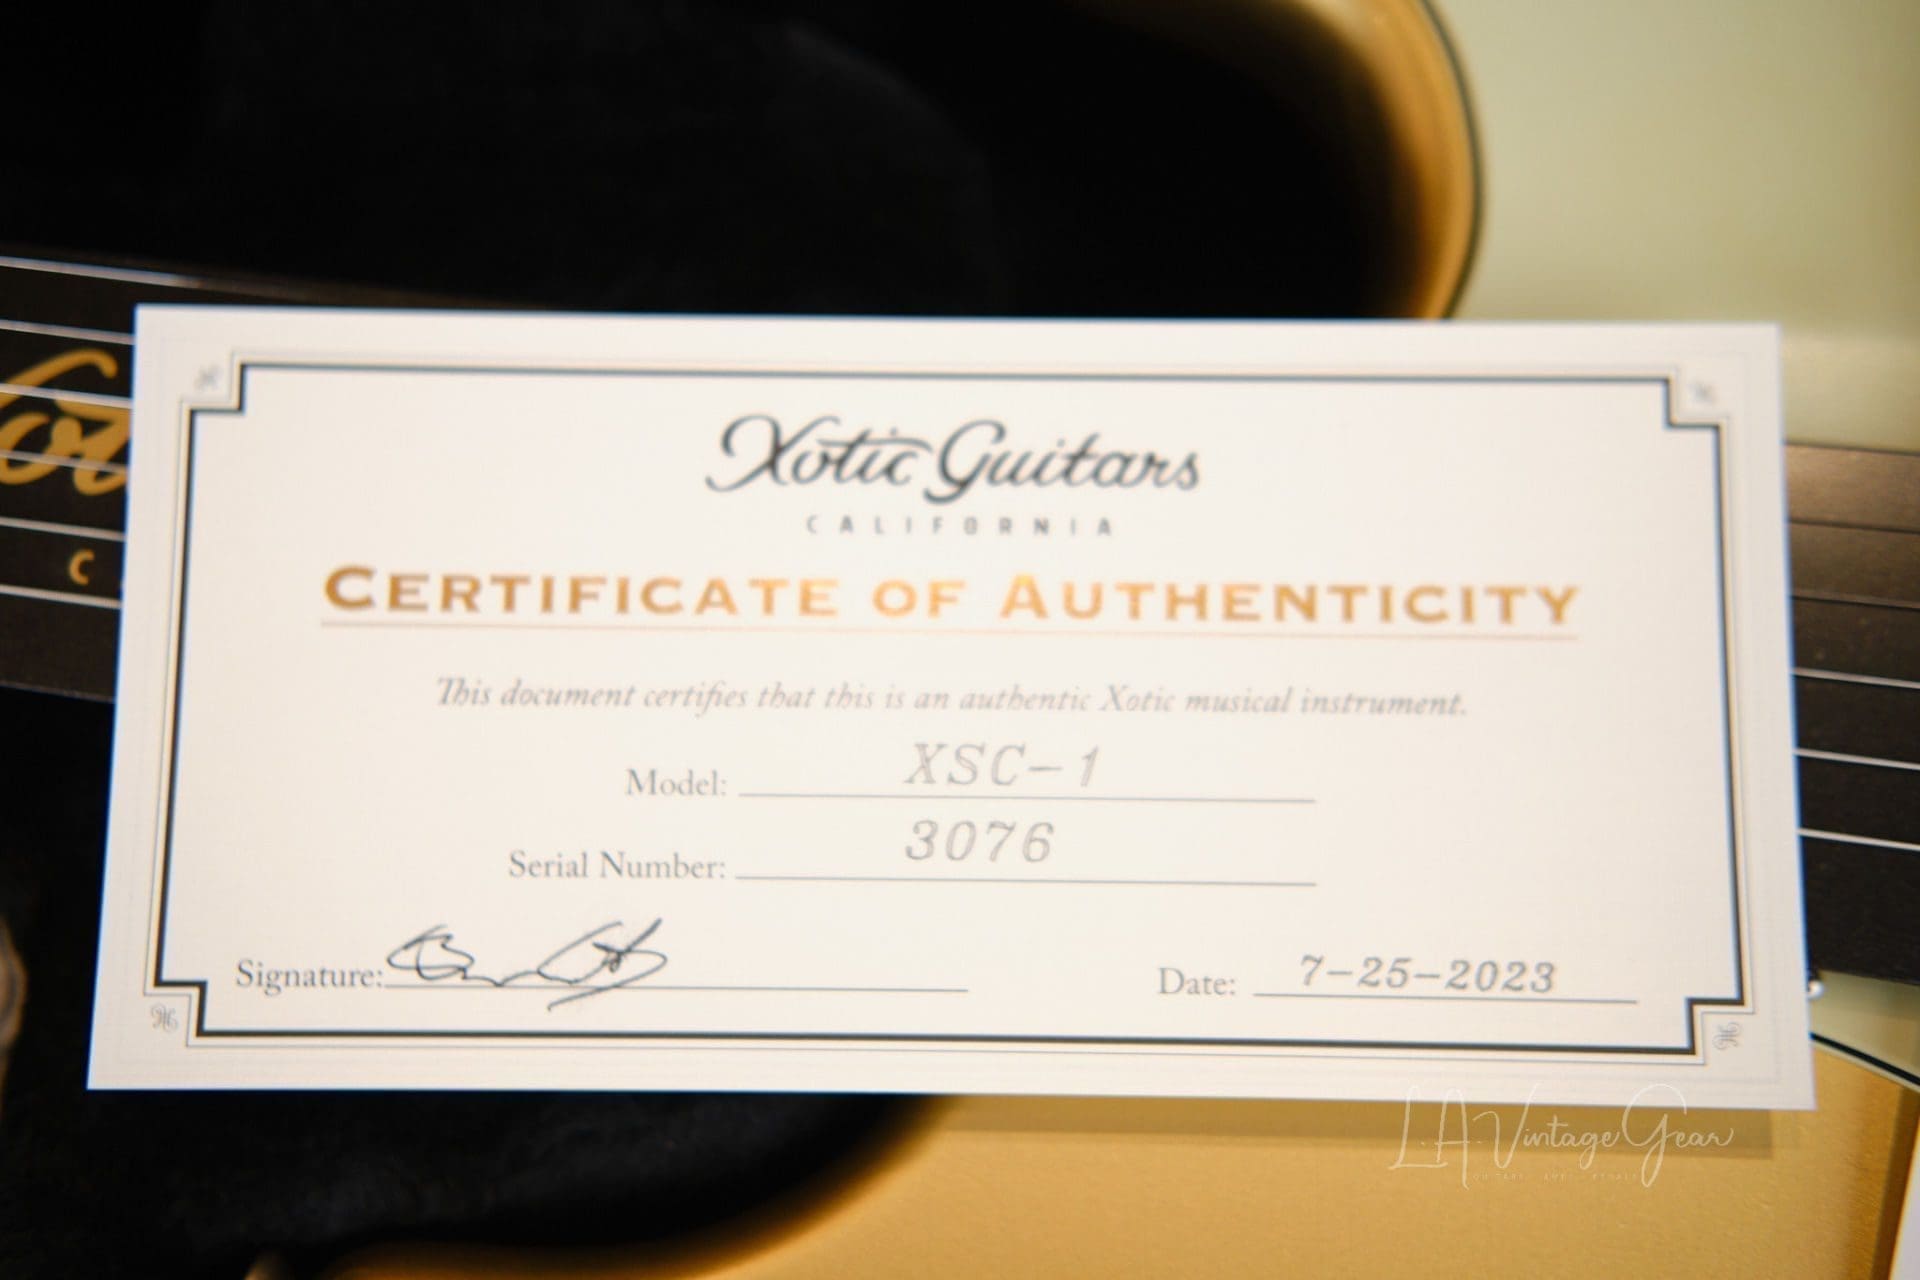 Xotic Guitars
CALIFORNIA
CERTIFICATE OF AUTHENTICITY
This document certifies that this is an authentic Xotic musical instrument.
Model: XSC-1
Serial Number: 3076
Signature:
Date: 7-25-2023
L.A. Vintage Gear